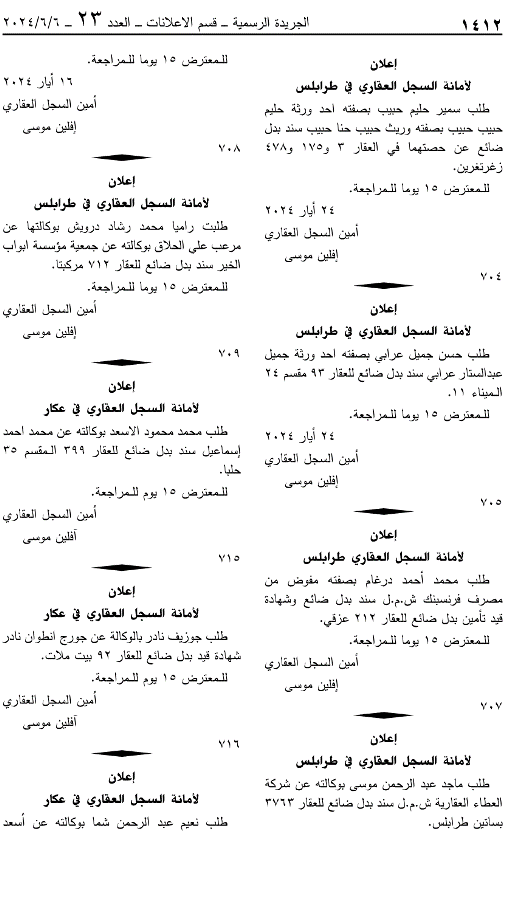 ١٤١٢
الجريدة الرسمية ــ قسم الاعلانات ــ العدد ٢٣ ــ ٢٠٢٤/٦/٦
إعلان
لأمانة السجل العقاري في طرابلس
طلب سمير حليم حبيب بصفته احد ورثة حليم
حبيب حبيب بصفته وريث حبيب حنا حبيب سند بدل
ضائع عن حصتهما في العقار ٣ و١٧٥ و٤٧٨
زغرتغرين.
للمعترض ١٥ يوما للمراجعة.
٢٤ أيار ٢٠٢٤
أمين السجل العقاري
إفلين موسى
٧٠٤
إعلان
لأمانة السجل العقاري في طرابلس
طلب حسن جميل عرابي بصفته احد ورثة جميل
عبدالستار عرابي سند بدل ضائع للعقار ٩٣ مقسم ٢٤
الميناء ١١.
للمعترض ١٥ يوما للمراجعة.
٢٤ أيار ٢٠٢٤
أمين السجل العقاري
إفلين موسى
٧٠٥
إعلان
لأمانة السجل العقاري طرابلس
طلب محمد أحمد درغام بصفته مفوض من
مصرف فرنسبنك ش.م.ل سند بدل ضائع وشهادة
قيد تأمين بدل ضائع للعقار ٢١٢ عزقي.
للمعترض ١٥ يوما للمراجعة.
أمين السجل العقاري
إفلين موسى
٧٠٧
إعلان
لأمانة السجل العقاري في طرابلس
طلب ماجد عبد الرحمن موسى بوكالته عن شركة
العطاء العقارية ش.م.ل سند بدل ضائع للعقار ٣٧٦٣
بساتين طرابلس.
للمعترض ١٥ يوما للمراجعة.
١٦ أيار ٢٠٢٤
أمين السجل العقاري
إفلين موسى
٧٠٨
إعلان
لأمانة السجل العقاري في طرابلس
طلبت راميا محمد رشاد درويش بوكالتها عن
مرعب علي الحلاق بوكالته عن جمعية مؤسسة ابواب
الخير سند بدل ضائع للعقار ٧١٢ مركبتا.
للمعترض ١٥ يوما للمراجعة.
أمين السجل العقاري
إفلين موسى
٧٠٩
إعلان
لأمانة السجل العقاري في عكار
طلب محمد محمود الاسعد بوكالته عن محمد احمد
إسماعيل سند بدل ضائع للعقار ٣٩٩ المقسم ٣٥
حلبا.
للمعترض ١٥ يوم للمراجعة.
أمين السجل العقاري
آفلين موسى
٧١٥
إعلان
لأمانة السجل العقاري في عكار
طلب جوزيف نادر بالوكالة عن جورج انطوان نادر
شهادة قيد بدل ضائع للعقار ٩٢ بيت ملات.
للمعترض ١٥ يوم للمراجعة.
أمين السجل العقاري
آفلين موسى
٧١٦
إعلان
لأمانة السجل العقاري في عكار
طلب نعيم عبد الرحمن شما بوكالته عن أسعد